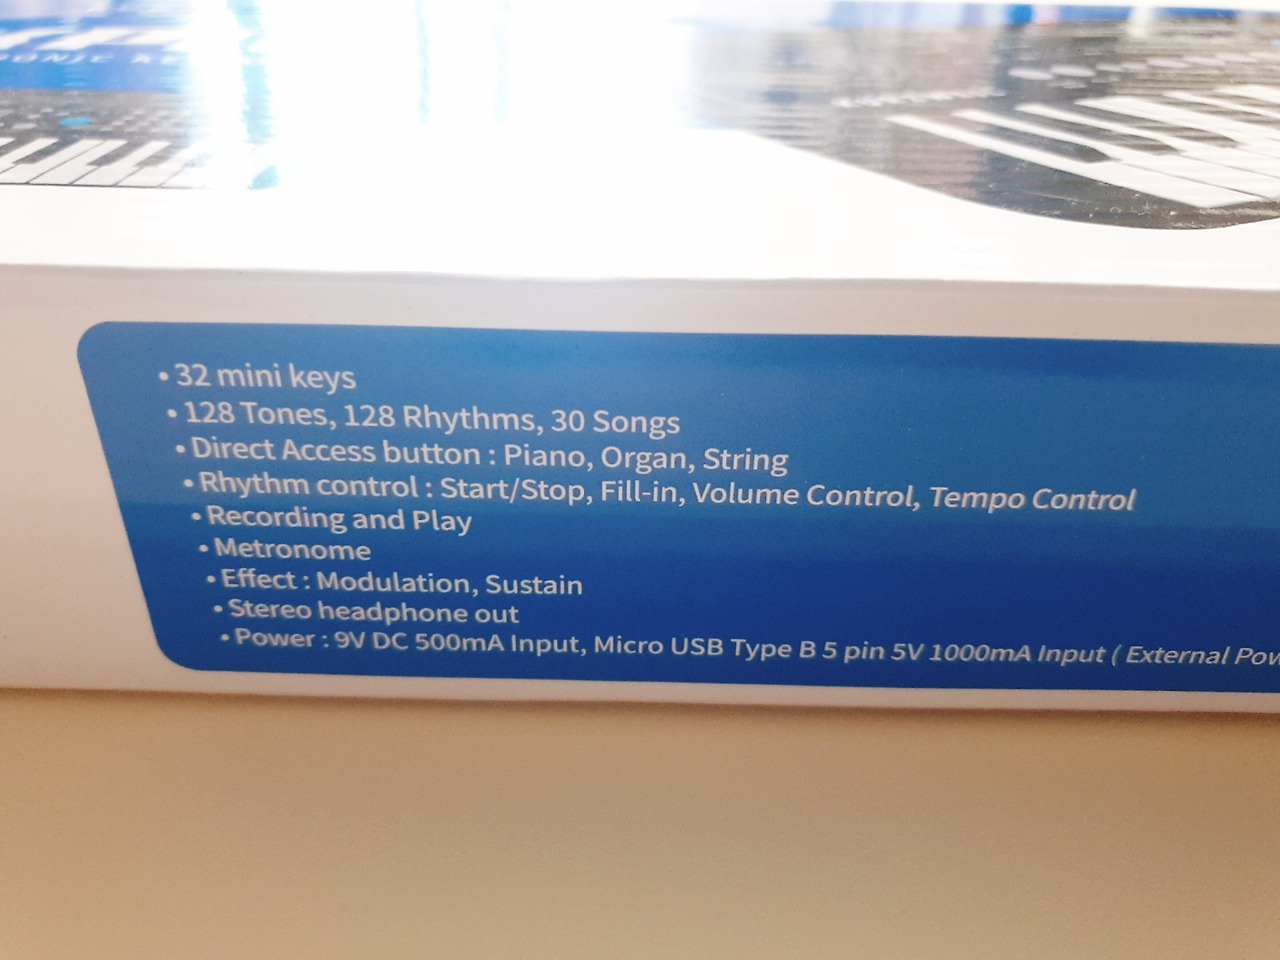 • 32 mini keys
• 128 Tones, 128 Rhythms, 30 Songs
• Direct Access button : Piano, Organ, String
• Rhythm control : Start/Stop, Fill-in, Volume Control, Tempo Control
• Recording and Play
• Metronome
• Effect : Modulation, Sustain
• Stereo headphone out
• Power : 9V DC 500mA Input, Micro USB Type B 5 pin 5V 1000mA Input ( External Pow